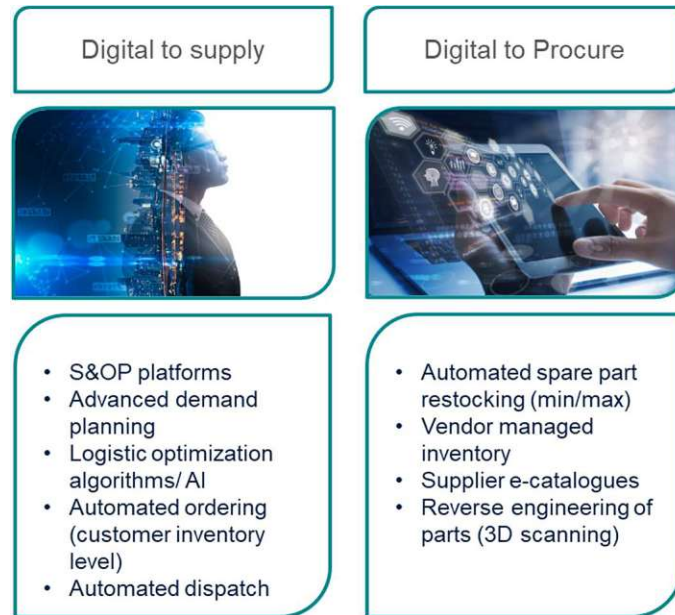 Digital to supply
Digital to Procure
• S&OP platforms
• Advanced demand
planning
• Logistic optimization
algorithms/ AI
• Automated ordering
(customer inventory
level)
• Automated dispatch
• Automated spare part
restocking (min/max)
• Vendor managed
inventory
• Supplier e-catalogues
• Reverse engineering of
parts (3D scanning)